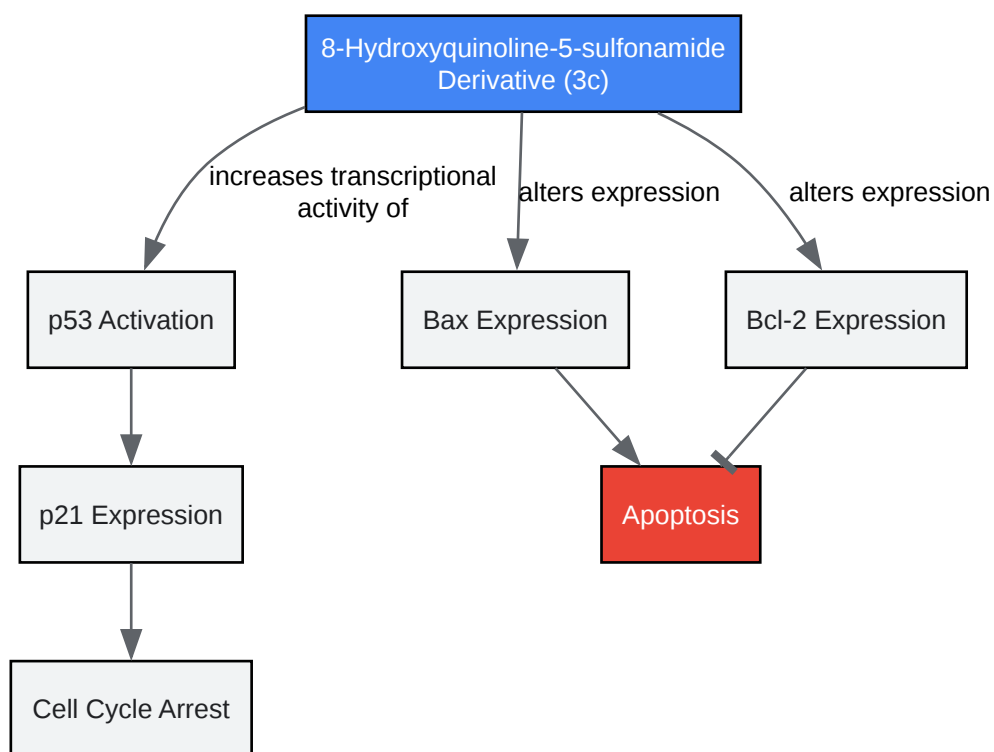 8-Hydroxyquinoline-5-sulfonamide
Derivative (3c)
increases transcriptional
activity of
alters expression
alters expression
p53 Activation
Bax Expression
Bcl-2 Expression
p21 Expression
Apoptosis
Cell Cycle Arrest